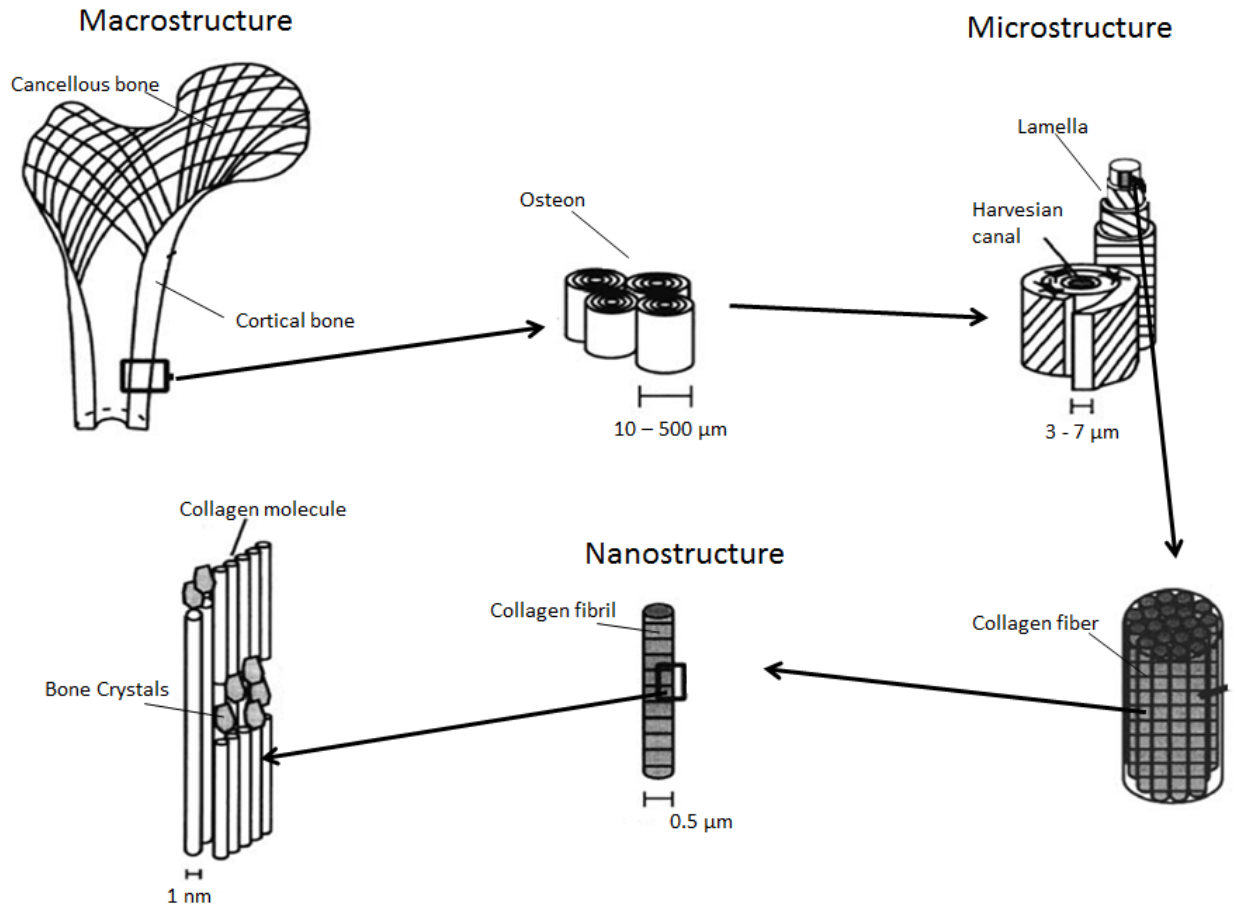 Macrostructure
Microstructure
Cancellous bone
Lamella
Osteon
Harvesian
canal
Cortical bone
10 – 500 µm
3 - 7 µm
Collagen molecule
Nanostructure
Collagen fibril
Collagen fiber
Bone Crystals
0.5 µm
1 nm